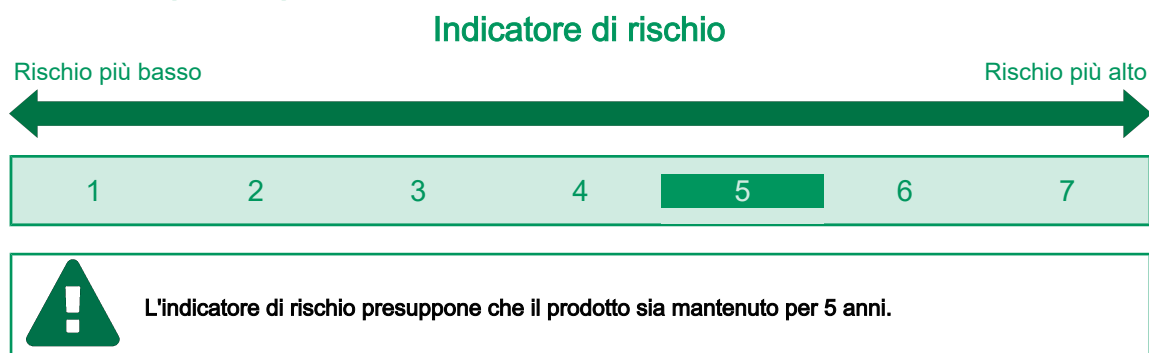 Indicatore di rischio
Rischio più basso Rischio più alto
1 2 3 4 5 6 7
L'indicatore di rischio presuppone che il prodotto sia mantenuto per 5 anni.